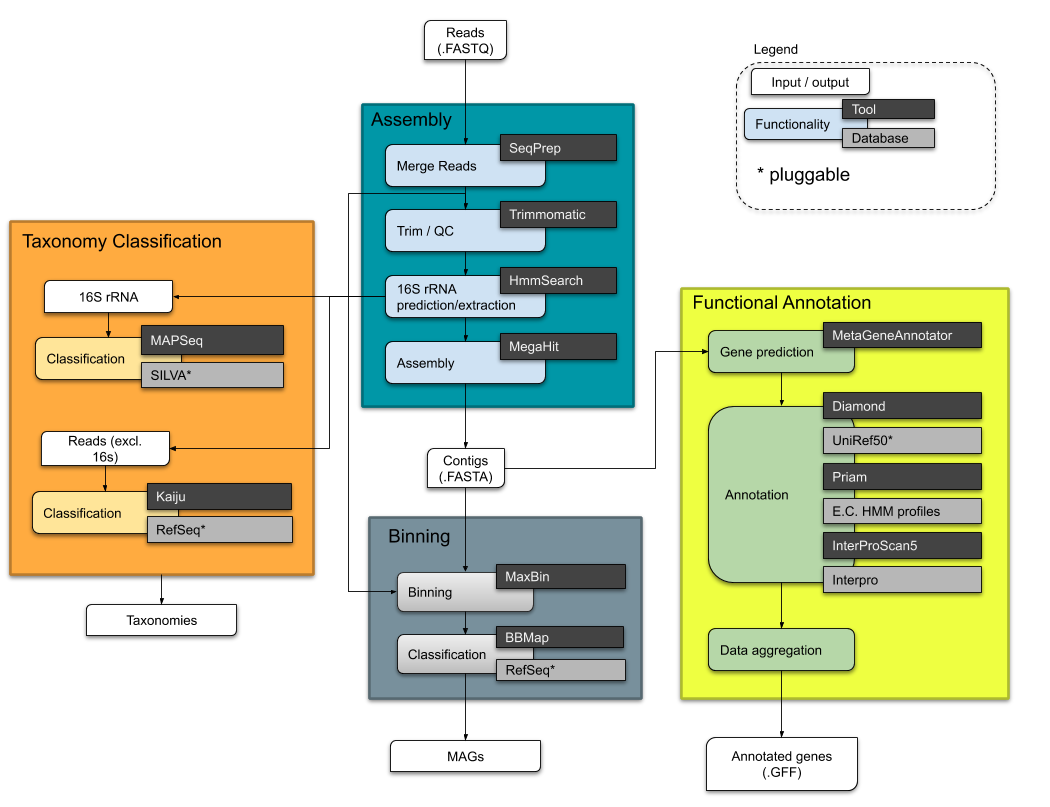 Reads
(.FASTQ)
Legend
Input / output
Tool
Functionality
Database
* pluggable
Assembly
SeqPrep
Merge Reads
Trimmomatic
Trim / QC
HmmSearch
16S rRNA
prediction/extraction
MegaHit
Assembly
Taxonomy Classification
16S rRNA
MAPSeq
Classification
SILVA*
Reads (excl.
16s)
Kaiju
Classification
RefSeq*
Taxonomies
Contigs
(.FASTA)
Binning
MaxBin
Binning
BBMap
Classification
RefSeq*
MAGs
Functional Annotation
MetaGeneAnnotator
Gene prediction
Diamond
UniRef50*
Priam
Annotation
E.C. HMM profiles
InterProScan5
Interpro
Data aggregation
Annotated genes
(.GFF)